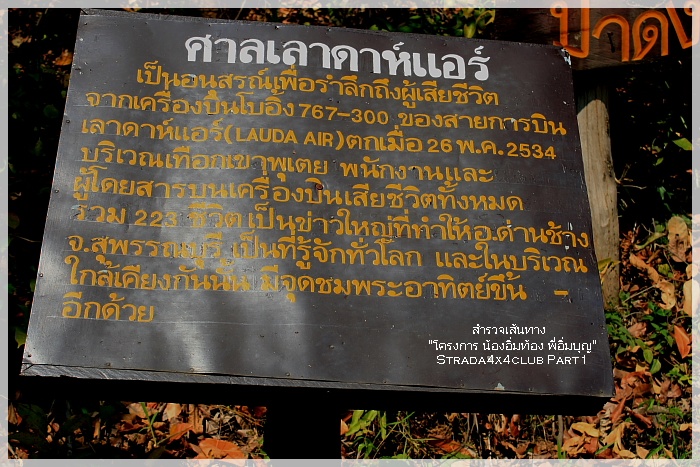 ป่าดง
ศาลเลาดาห์แอร์
เป็นอนุสรณ์เพื่อรำลึกถึงผู้เสียชีวิต
จากเครื่องบินโบอิ้ง 767-300 ของสายการบิน
เลาดาห์แอร์(LAUDA AIR)ตกเมื่อ 26 พ.ค. 2534
บริเวณเทือกเขาพุเตย พนักงานและ
ผู้โดยสารบนเครื่องบินเสียชีวิตทั้งหมด
รวม 223 ชีวิต เป็นข่าวใหญ่ที่ทำให้อ.ด่านช้าง
จ.สุพรรณบุรี เป็นที่รู้จักทั่วโลก และในบริเวณ
ใกล้เคียงกันนั้น มีจุดชมพระอาทิตย์ขึ้น -
อีกด้วย
สำรวจเส้นทาง
"โครงการ น้องอิ่มท้อง พี่อิ่มบุญ"
STRADA4X4CLUB PART1